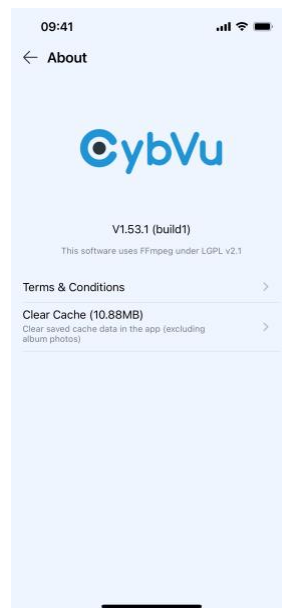 09:41
About
CybVu
V1.53.1 (build1)
This software uses FFmpeg under LGPL v2.1
Terms & Conditions
Clear Cache (10.88MB)
Clear saved cache data in the app (excluding
album photos)